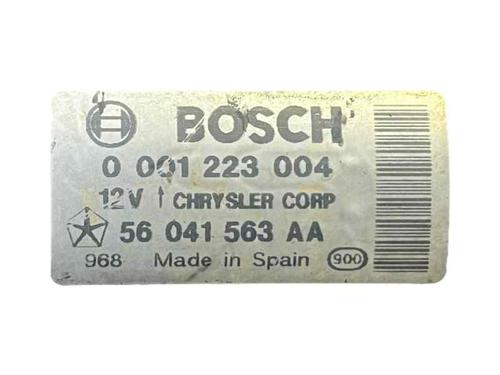 BOSCH
0 001 223 004
12V ↑ CHRYSLER CORP
56 041 563 AA
968 Made in Spain 900